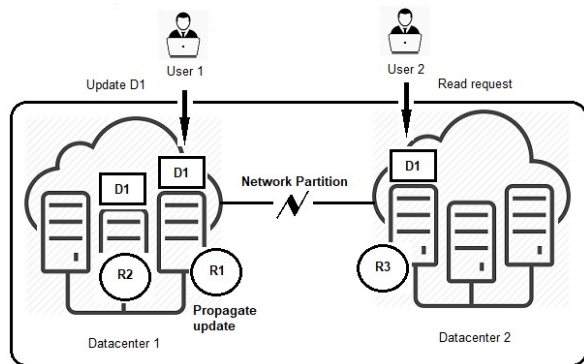 User 1
User 2
Update D1
Read request
D1
D1
D1
Network Partition
R2
R1
R3
Propagate
update
Datacenter 1
Datacenter 2